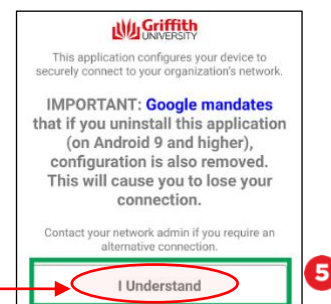 Griffith
UNIVERSITY
This application configures your device to
securely connect to your organization's network.
IMPORTANT: Google mandates
that if you uninstall this application
(on Android 9 and higher),
configuration is also removed.
This will cause you to lose your
connection.
Contact your network admin if you require an
alternative connection.
I Understand
5